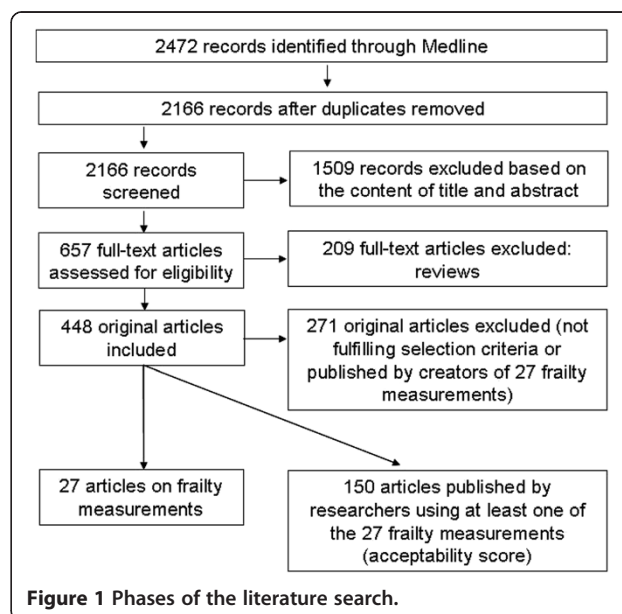 2472 records identified through Medline
2166 records after duplicates removed
2166 records
screened
1509 records excluded based on
the content of title and abstract
657 full-text articles
assessed for eligibility
209 full-text articles excluded:
reviews
448 original articles
included
271 original articles excluded (not
fulfilling selection criteria or
published by creators of 27 frailty
measurements)
27 articles on frailty
measurements
150 articles published by
researchers using at least one of
the 27 frailty measurements
(acceptability score)
Figure 1 Phases of the literature search.